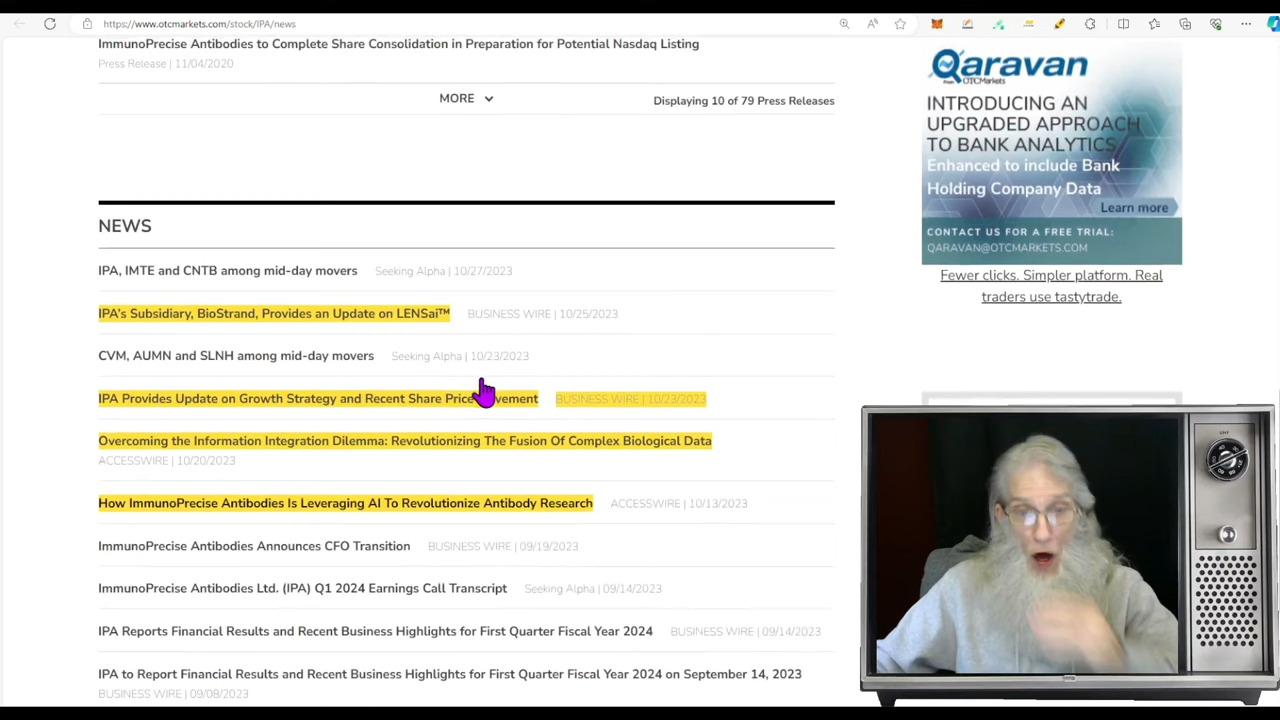 https://www.otcmarkets.com/stock/IPA/news
ImmunoPrecise Antibodies to Complete Share Consolidation in Preparation for Potential Nasdaq Listing
Press Release | 11/04/2020
MORE
Displaying 10 of 79 Press Releases
NEWS
IPA, IMTE and CNTB among mid-day movers Seeking Alpha | 10/27/2023
IPA's Subsidiary, BioStrand, Provides an Update on LENSai™ BUSINESS WIRE | 10/25/2023
CVM, AUMN and SLNH among mid-day movers Seeking Alpha | 10/23/2023
IPA Provides Update on Growth Strategy and Recent Share Price BUSINESS WIRE | 10/23/2023
Overcoming the Information Integration Dilemma: Revolutionizing The Fusion Of Complex Biological Data
ACCESSWIRE | 10/20/2023
How ImmunoPrecise Antibodies Is Leveraging AI To Revolutionize Antibody Research ACCESSWIRE | 10/13/2023
ImmunoPrecise Antibodies Announces CFO Transition BUSINESS WIRE | 09/19/2023
ImmunoPrecise Antibodies Ltd. (IPA) Q1 2024 Earnings Call Transcript Seeking Alpha | 09/14/2023
IPA Reports Financial Results and Recent Business Highlights for First Quarter Fiscal Year 2024 BUSINESS WIRE | 09/14/2023
IPA to Report Financial Results and Recent Business Highlights for First Quarter Fiscal Year 2024 on September 14, 2023
BUSINESS WIRE | 09/08/2023
Qaravan
From OTCMarkets
INTRODUCING AN
UPGRADED APPROACH
TO BANK ANALYTICS
Enhanced to include Bank
Holding Company Data
Learn more
CONTACT US FOR A FREE TRIAL:
QARAVAN@OTCMARKETS.COM
Fewer clicks. Simpler platform. Real
traders use tastytrade.
UHF